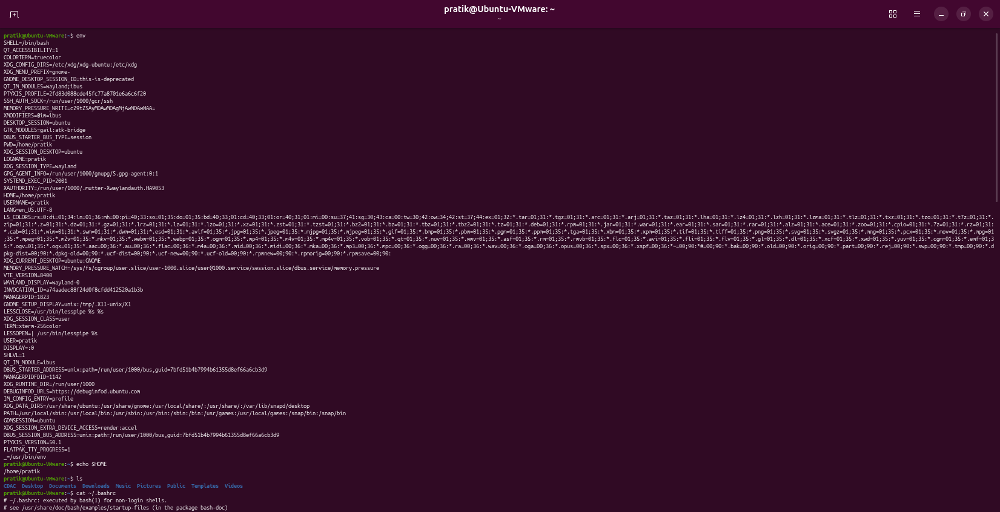 pratik@Ubuntu-VMware: ~
~
pratik@Ubuntu-VMware:~$ env
SHELL=/bin/bash
QT_ACCESSIBILITY=1
COLORTERM=truecolor
XDG_CONFIG_DIRS=/etc/xdg/xdg-ubuntu:/etc/xdg
XDG_MENU_PREFIX=gnome-
GNOME_DESKTOP_SESSION_ID=this-is-deprecated
QT_IM_MODULES=wayland;ibus
PTYXIS_PROFILE=2fd83d088cde45fc77a8701e6a6c6f20
SSH_AUTH_SOCK=/run/user/1000/gcr/ssh
MEMORY_PRESSURE_WRITE=c29tZSAyMDAwMDAgMjAwMDAwMAA=
XMODIFIERS=@im=ibus
DESKTOP_SESSION=ubuntu
GTK_MODULES=gail:atk-bridge
DBUS_STARTER_BUS_TYPE=session
PWD=/home/pratik
XDG_SESSION_DESKTOP=ubuntu
LOGNAME=pratik
XDG_SESSION_TYPE=wayland
GPG_AGENT_INFO=/run/user/1000/gnupg/S.gpg-agent:0:1
SYSTEMD_EXEC_PID=2001
XAUTHORITY=/run/user/1000/.mutter-Xwaylandauth.HA90S3
HOME=/home/pratik
USERNAME=pratik
LANG=en_US.UTF-8
LS_COLORS=rs=0:di=01;34:ln=01;36:mh=00:pi=40;33:so=01;35:do=01;35:bd=40;33;01:cd=40;33;01:or=40;31;01:mi=00:su=37;41:sg=30;43:ca=00:tw=30;42:ow=34;42:st=37;44:ex=01;32:*.tar=01;31:*.tgz=01;31:*.arc=01;31:*.arj=01;31:*.taz=01;31:*.lha=01;31:*.lz4=01;31:*.lzh=01;31:*.lzma=01;31:*.tlz=01;31:*.txz=01;31:*.tzo=01;31:*.t7z=01;31:*.
zip=01;31:*.z=01;31:*.dz=01;31:*.gz=01;31:*.lrz=01;31:*.lz=01;31:*.lzo=01;31:*.xz=01;31:*.zst=01;31:*.tzst=01;31:*.bz2=01;31:*.bz=01;31:*.tbz=01;31:*.tbz2=01;31:*.tz=01;31:*.deb=01;31:*.rpm=01;31:*.jar=01;31:*.war=01;31:*.ear=01;31:*.sar=01;31:*.rar=01;31:*.alz=01;31:*.ace=01;31:*.zoo=01;31:*.cpio=01;31:*.7z=01;31:*.rz=01;31:
*.cab=01;31:*.wim=01;31:*.swm=01;31:*.dwm=01;31:*.esd=01;31:*.avif=01;35:*.jpg=01;35:*.jpeg=01;35:*.mjpg=01;35:*.mjpeg=01;35:*.gif=01;35:*.bmp=01;35:*.pbm=01;35:*.pgm=01;35:*.ppm=01;35:*.tga=01;35:*.xbm=01;35:*.xpm=01;35:*.tif=01;35:*.tiff=01;35:*.png=01;35:*.svg=01;35:*.svgz=01;35:*.mng=01;35:*.pcx=01;35:*.mov=01;35:*.mpg=01
;35:*.mpeg=01;35:*.m2v=01;35:*.mkv=01;35:*.webm=01;35:*.webp=01;35:*.ogm=01;35:*.mp4=01;35:*.m4v=01;35:*.mp4v=01;35:*.vob=01;35:*.qt=01;35:*.nuv=01;35:*.wmv=01;35:*.asf=01;35:*.rm=01;35:*.rmvb=01;35:*.flc=01;35:*.avi=01;35:*.fli=01;35:*.flv=01;35:*.gl=01;35:*.dl=01;35:*.xcf=01;35:*.xwd=01;35:*.yuv=01;35:*.cgm=01;35:*.emf=01;3
5:*.ogv=01;35:*.ogx=01;35:*.aac=00;36:*.au=00;36:*.flac=00;36:*.m4a=00;36:*.mid=00;36:*.midi=00;36:*.mka=00;36:*.mp3=00;36:*.mpc=00;36:*.ogg=00;36:*.ra=00;36:*.wav=00;36:*.oga=00;36:*.opus=00;36:*.spx=00;36:*.xspf=00;36:*~=00;90:*#=00;90:*.bak=00;90:*.old=00;90:*.orig=00;90:*.part=00;90:*.rej=00;90:*.swp=00;90:*.tmp=00;90:*.d
pkg-dist=00;90:*.dpkg-old=00;90:*.ucf-dist=00;90:*.ucf-new=00;90:*.ucf-old=00;90:*.rpmnew=00;90:*.rpmorig=00;90:*.rpmsave=00;90:
XDG_CURRENT_DESKTOP=ubuntu:GNOME
MEMORY_PRESSURE_WATCH=/sys/fs/cgroup/user.slice/user-1000.slice/user@1000.service/session.slice/dbus.service/memory.pressure
VTE_VERSION=8400
WAYLAND_DISPLAY=wayland-0
INVOCATION_ID=a74aadec88f24d0f8cfdd412520a1b3b
MANAGERPID=1823
GNOME_SETUP_DISPLAY=unix:/tmp/.X11-unix/X1
LESSCLOSE=/usr/bin/lesspipe %s %s
XDG_SESSION_CLASS=user
TERM=xterm-256color
LESSOPEN=| /usr/bin/lesspipe %s
USER=pratik
DISPLAY=:0
SHLVL=1
QT_IM_MODULE=ibus
DBUS_STARTER_ADDRESS=unix:path=/run/user/1000/bus,guid=7bfd51b4b7994b61355d8ef66a6cb3d9
MANAGERPIDFDID=1142
XDG_RUNTIME_DIR=/run/user/1000
DEBUGINFOD_URLS=https://debuginfod.ubuntu.com
IM_CONFIG_ENTRY=profile
XDG_DATA_DIRS=/usr/share/ubuntu:/usr/share/gnome:/usr/local/share/:/usr/share/:/var/lib/snapd/desktop
PATH=/usr/local/sbin:/usr/local/bin:/usr/sbin:/usr/bin:/sbin:/bin:/usr/games:/usr/local/games:/snap/bin:/snap/bin
GDMSESSION=ubuntu
XDG_SESSION_EXTRA_DEVICE_ACCESS=render:accel
DBUS_SESSION_BUS_ADDRESS=unix:path=/run/user/1000/bus,guid=7bfd51b4b7994b61355d8ef66a6cb3d9
PTYXIS_VERSION=50.1
FLATPAK_TTY_PROGRESS=1
_=/usr/bin/env
pratik@Ubuntu-VMware:~$ echo $HOME
/home/pratik
pratik@Ubuntu-VMware:~$ ls
CDAC  Desktop  Documents  Downloads  Music  Pictures  Public  Templates  Videos
pratik@Ubuntu-VMware:~$ cat ~/.bashrc
# ~/.bashrc: executed by bash(1) for non-login shells.
# see /usr/share/doc/bash/examples/startup-files (in the package bash-doc)